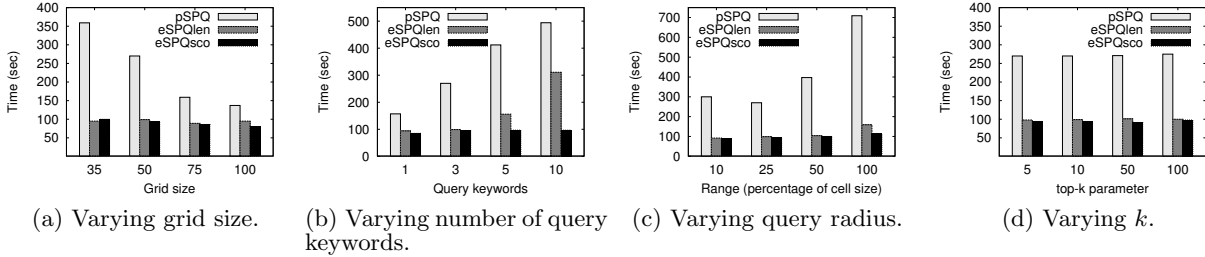 400
350
300
250
200
150
100
50
Time (sec)
pSPQ
eSPQlen
eSPQsco
35 50 75 100
Grid size
(a) Varying grid size.
500
400
300
200
100
0
Time (sec)
pSPQ
eSPQlen
eSPQsco
1 3 5 10
Query keywords
(b) Varying number of query
keywords.
700
600
500
400
300
200
100
0
Time (sec)
pSPQ
eSPQlen
eSPQsco
10 25 50 100
Range (percentage of cell size)
(c) Varying query radius.
400
350
300
250
200
150
100
50
Time (sec)
pSPQ
eSPQlen
eSPQsco
5 10 50 100
top-k parameter
(d) Varying k.